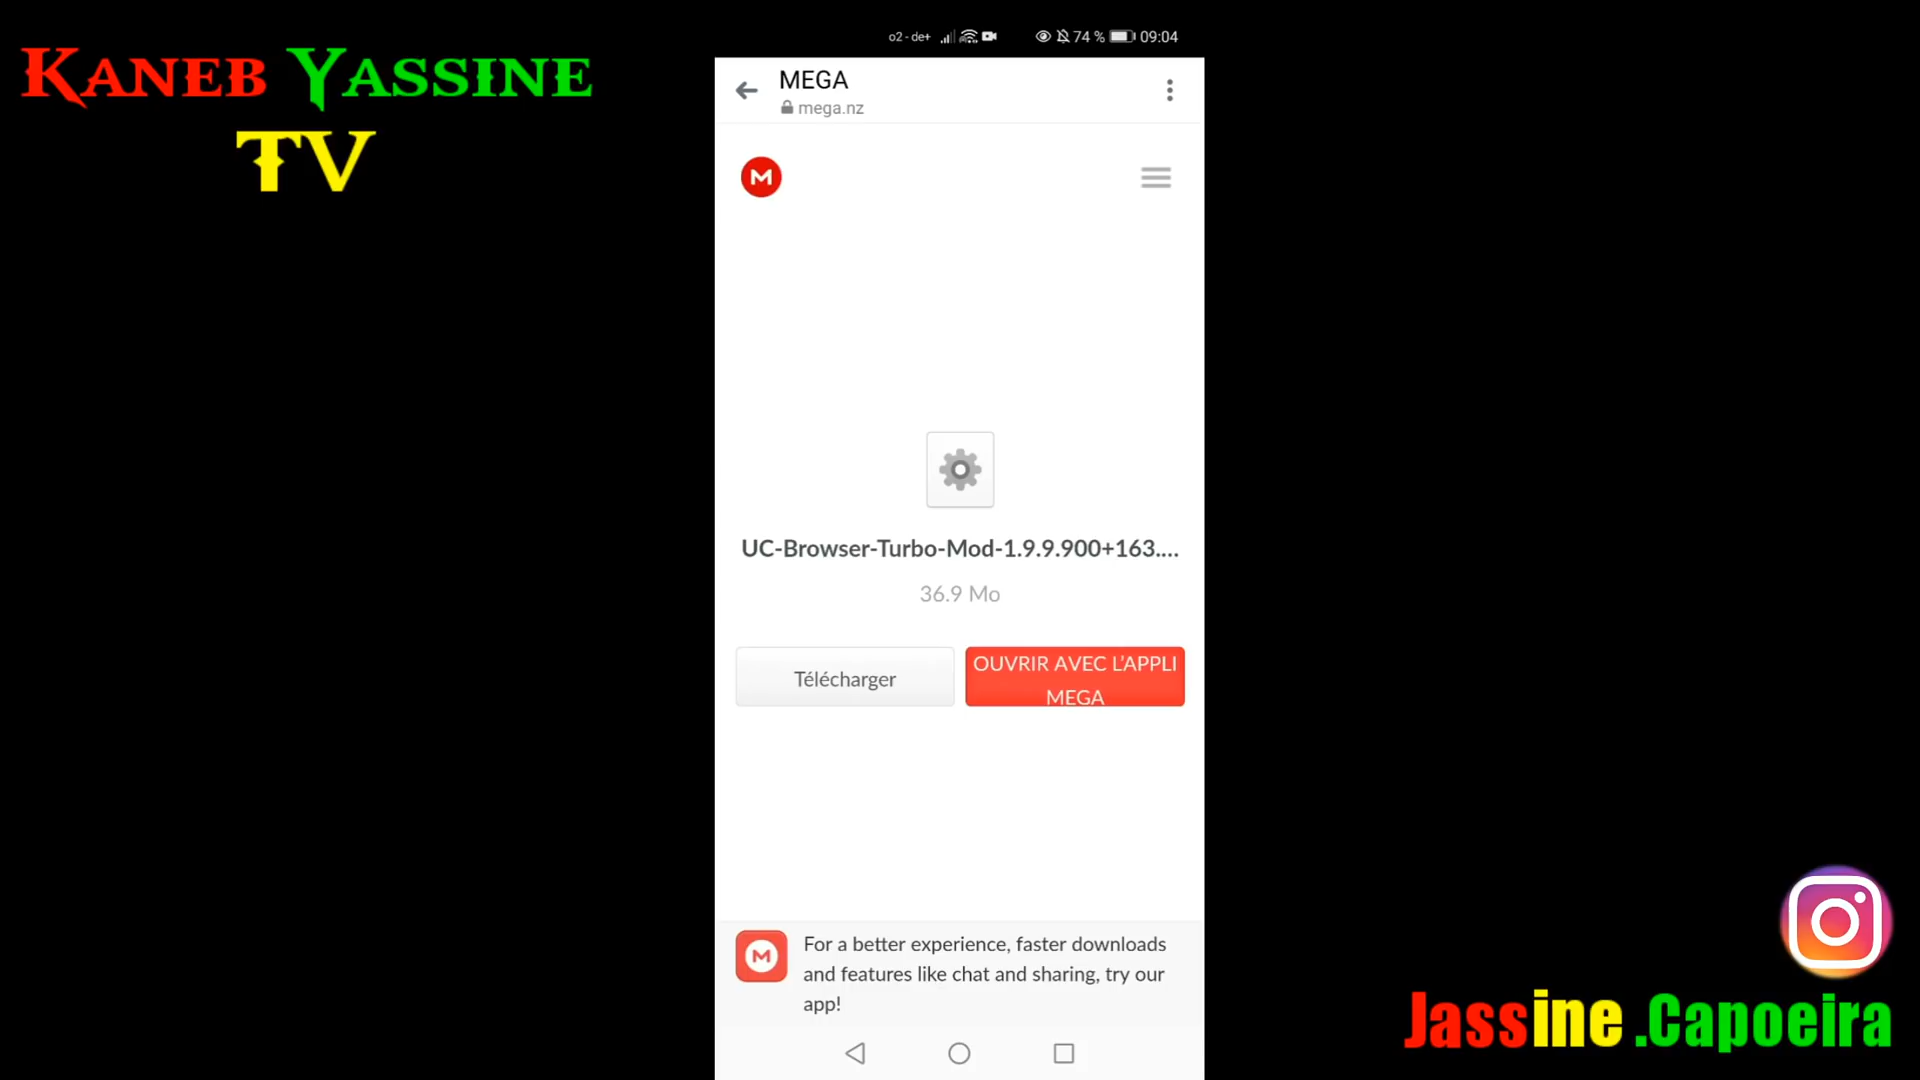 KANEB YASSINE
TV
o2 - de+ 74 % 09:04
MEGA
mega.nz
M
UC-Browser-Turbo-Mod-1.9.9.900+163....
36.9 Mo
Télécharger
OUVRIR AVEC L'APPLI
MEGA
M
For a better experience, faster downloads
and features like chat and sharing, try our
app!
Jassine .Capoeira